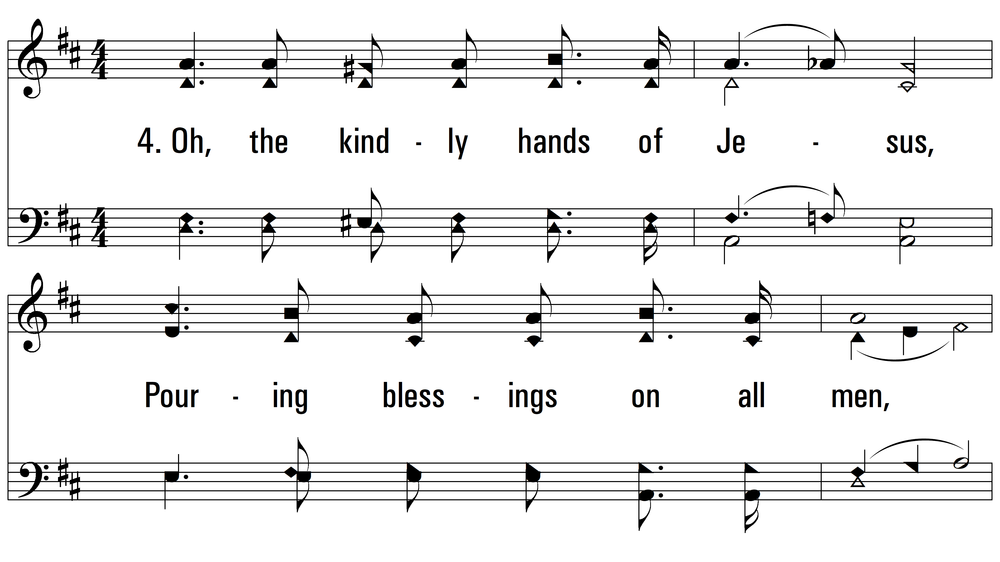 4. Oh, the kind - ly hands of Je - sus,
Pour - ing bless - ings on all men,